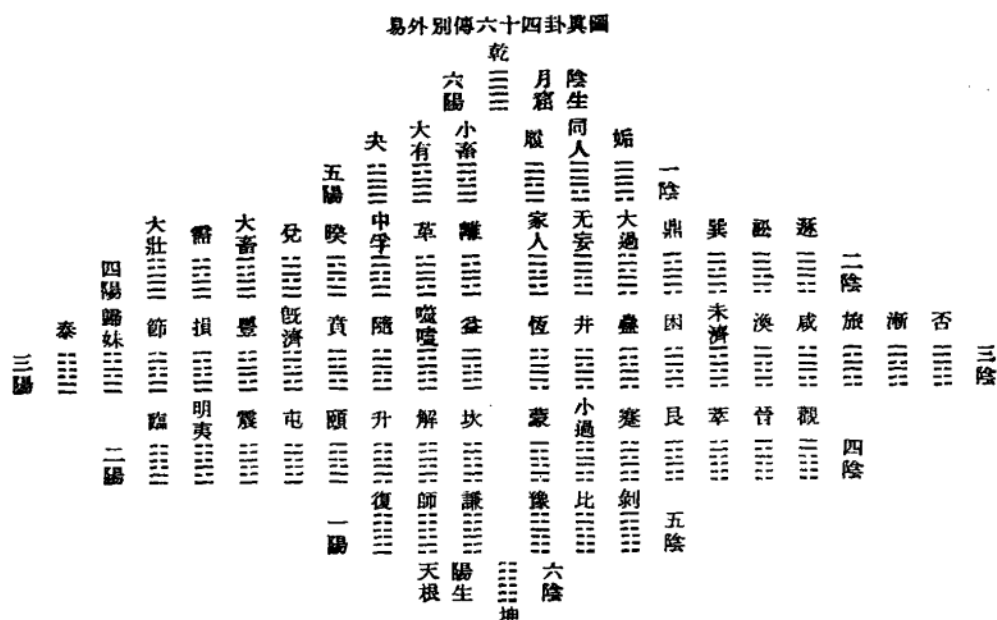 易外別傳六十四卦眞圖
乾
六陽 月窟 陰生
夬 大有 小畜 履 同人 姤
五陽 一陰
大壯 需 大畜 兌 睽 中孚 革 離 家人 无妄 大過 鼎 巽 訟 遯
四陽 二陰
泰 歸妹 節 損 豐 旣濟 賁 隨 噬嗑 益 恆 井 蠱 困 未濟 渙 咸 旅 漸 否
三陽 三陰
臨 明夷 震 屯 頤 升 解 坎 蒙 小過 蹇 艮 萃 晉 觀
二陽 四陰
復 師 謙 豫 比 剝
一陽 五陰
天根 陽生 六陰
坤